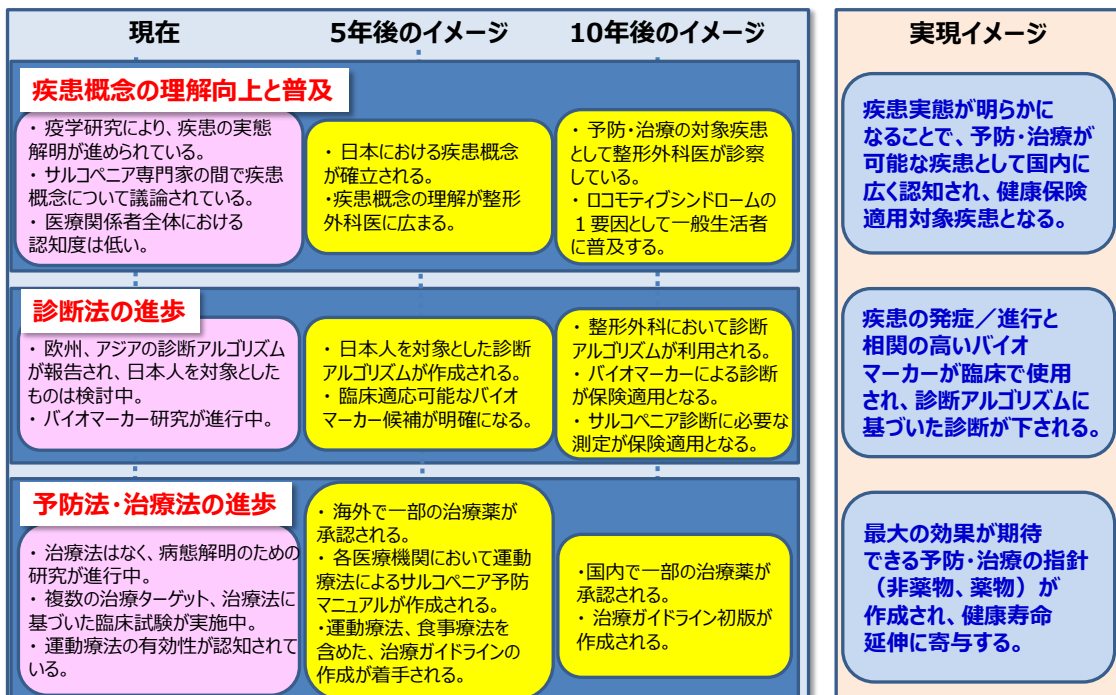 現在
5年後のイメージ
10年後のイメージ
実現イメージ
疾患概念の理解向上と普及
・ 疫学研究により、疾患の実態
解明が進められている。
・ サルコペニア専門家の間で疾患
概念について議論されている。
・ 医療関係者全体における
認知度は低い。
・ 日本における疾患概念
が確立される。
・疾患概念の理解が整形
外科医に広まる。
・ 予防・治療の対象疾患
として整形外科医が診察
している。
・ ロコモティブシンドロームの
１要因として一般生活者
に普及する。
疾患実態が明らかに
なることで、予防・治療が
可能な疾患として国内に
広く認知され、健康保険
適用対象疾患となる。
診断法の進歩
・ 欧州、アジアの診断アルゴリズム
が報告され、日本人を対象とした
ものは検討中。
・ バイオマーカー研究が進行中。
・ 日本人を対象とした診断
アルゴリズムが作成される。
・ 臨床適応可能なバイオ
マーカー候補が明確になる。
・ 整形外科において診断
アルゴリズムが利用される。
・ バイオマーカーによる診断
が保険適用となる。
・ サルコペニア診断に必要な
測定が保険適用となる。
疾患の発症／進行と
相関の高いバイオ
マーカーが臨床で使用
され、診断アルゴリズムに
基づいた診断が下される。
予防法・治療法の進歩
・ 治療法はなく、病態解明のための
研究が進行中。
・ 複数の治療ターゲット、治療法に
基づいた臨床試験が実施中。
・ 運動療法の有効性が認知されて
いる。
・ 海外で一部の治療薬が
承認される。
・ 各医療機関において運動
療法によるサルコペニア予防
マニュアルが作成される。
・運動療法、食事療法を
含めた、治療ガイドラインの
作成が着手される。
・国内で一部の治療薬が
承認される。
・ 治療ガイドライン初版が
作成される。
最大の効果が期待
できる予防・治療の指針
（非薬物、薬物）が
作成され、健康寿命
延伸に寄与する。